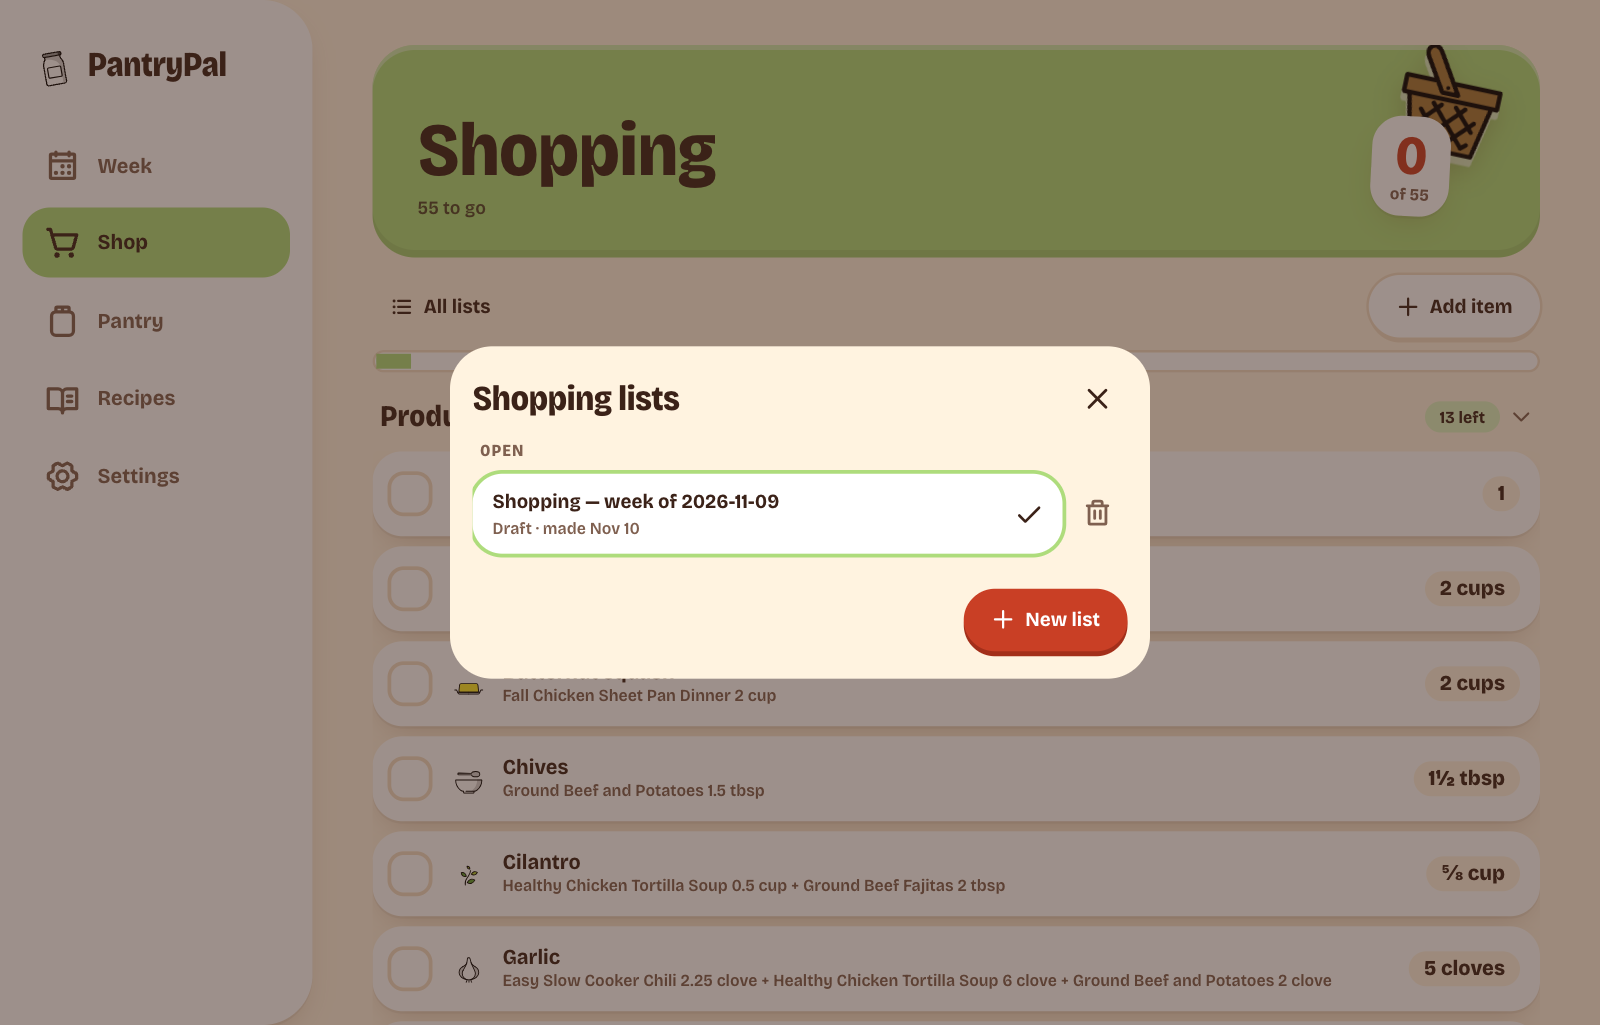 PantryPal
Week
Shop
Pantry
Recipes
Settings
Shopping
55 to go
0
of 55
All lists
Add item
13 left
Shopping lists
OPEN
Shopping — week of 2026-11-09
Draft · made Nov 10
New list
1
2 cups
Fall Chicken Sheet Pan Dinner 2 cup
2 cups
Chives
Ground Beef and Potatoes 1.5 tbsp
1½ tbsp
Cilantro
Healthy Chicken Tortilla Soup 0.5 cup + Ground Beef Fajitas 2 tbsp
⅝ cup
Garlic
Easy Slow Cooker Chili 2.25 clove + Healthy Chicken Tortilla Soup 6 clove + Ground Beef and Potatoes 2 clove
5 cloves